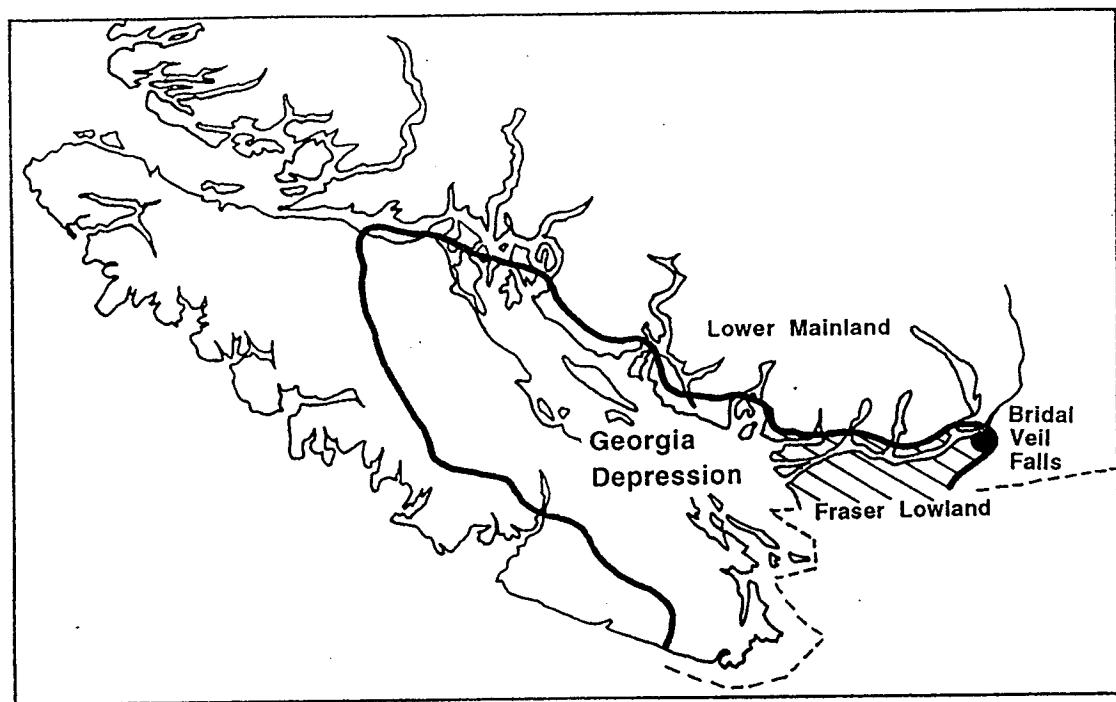 Lower Mainland
Bridal
Veil
Falls
Georgia
Depression
Fraser Lowland